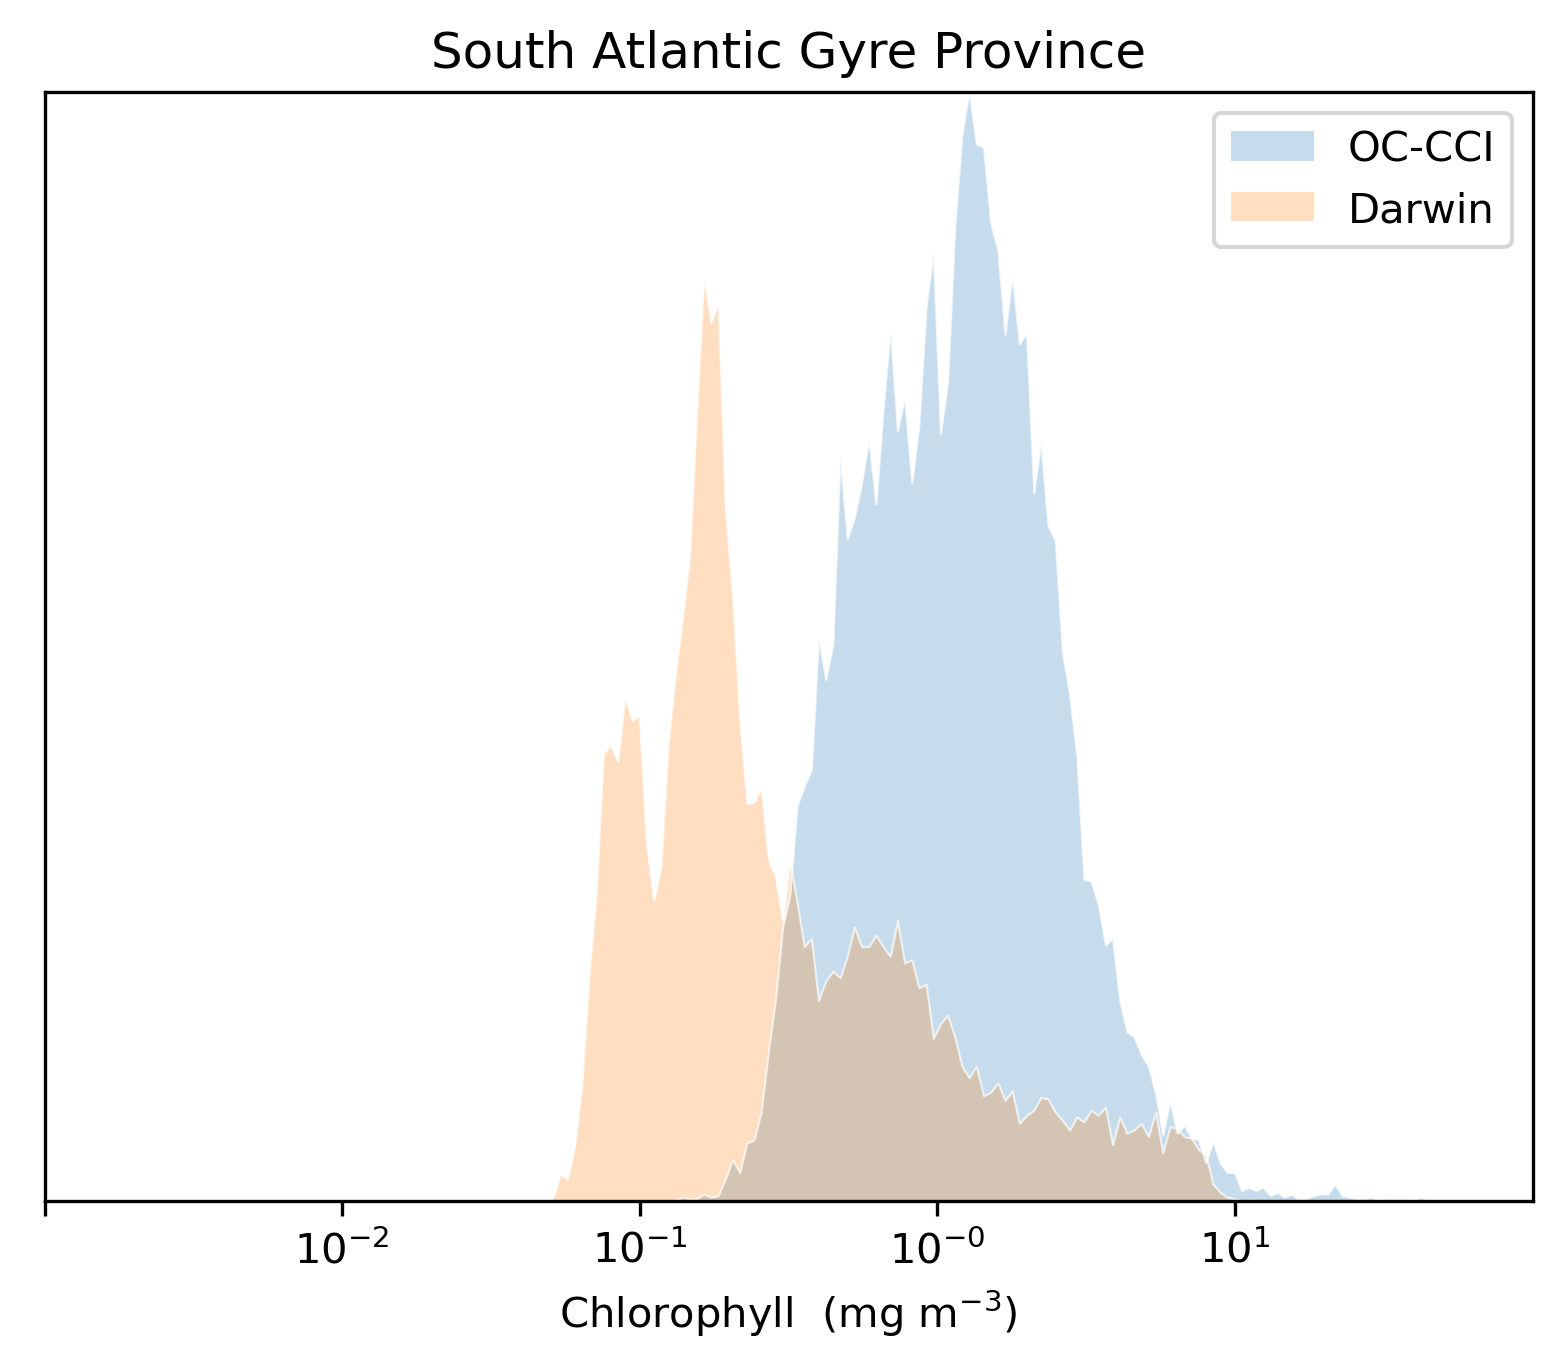 South Atlantic Gyre Province
OC-CCI
Darwin
10⁻² 10⁻¹ 10⁻⁰ 10¹
Chlorophyll (mg m⁻³)